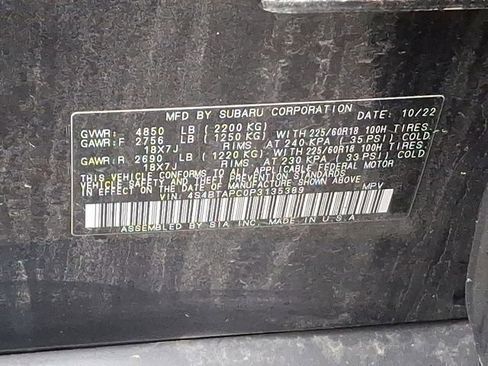 MFD BY SUBARU CORPORATION DATE: 10/22
GVWR: 4850 LB (2200 KG)
GAWR:F 2756 LB (1250 KG) WITH 225/60R18 100H TIRES.
18X7J RIMS AT 240 KPA (35 PSI) COLD
GAWR:R 2690 LB (1220 KG) WITH 225/60R18 100H TIRES.
18X7J RIMS AT 230 KPA (33 PSI) COLD
THIS VEHICLE CONFORMS TO ALL APPLICABLE FEDERAL MOTOR
VEHICLE SAFETY AND THEFT PREVENTION STANDARDS
IN EFFECT ON THE DATE OF MANUFACTURE SHOWN ABOVE.
VIN: 4S4BTAPC0P3135389 MPV
ASSEMBLED BY SIA, INC. IN U.S.A.